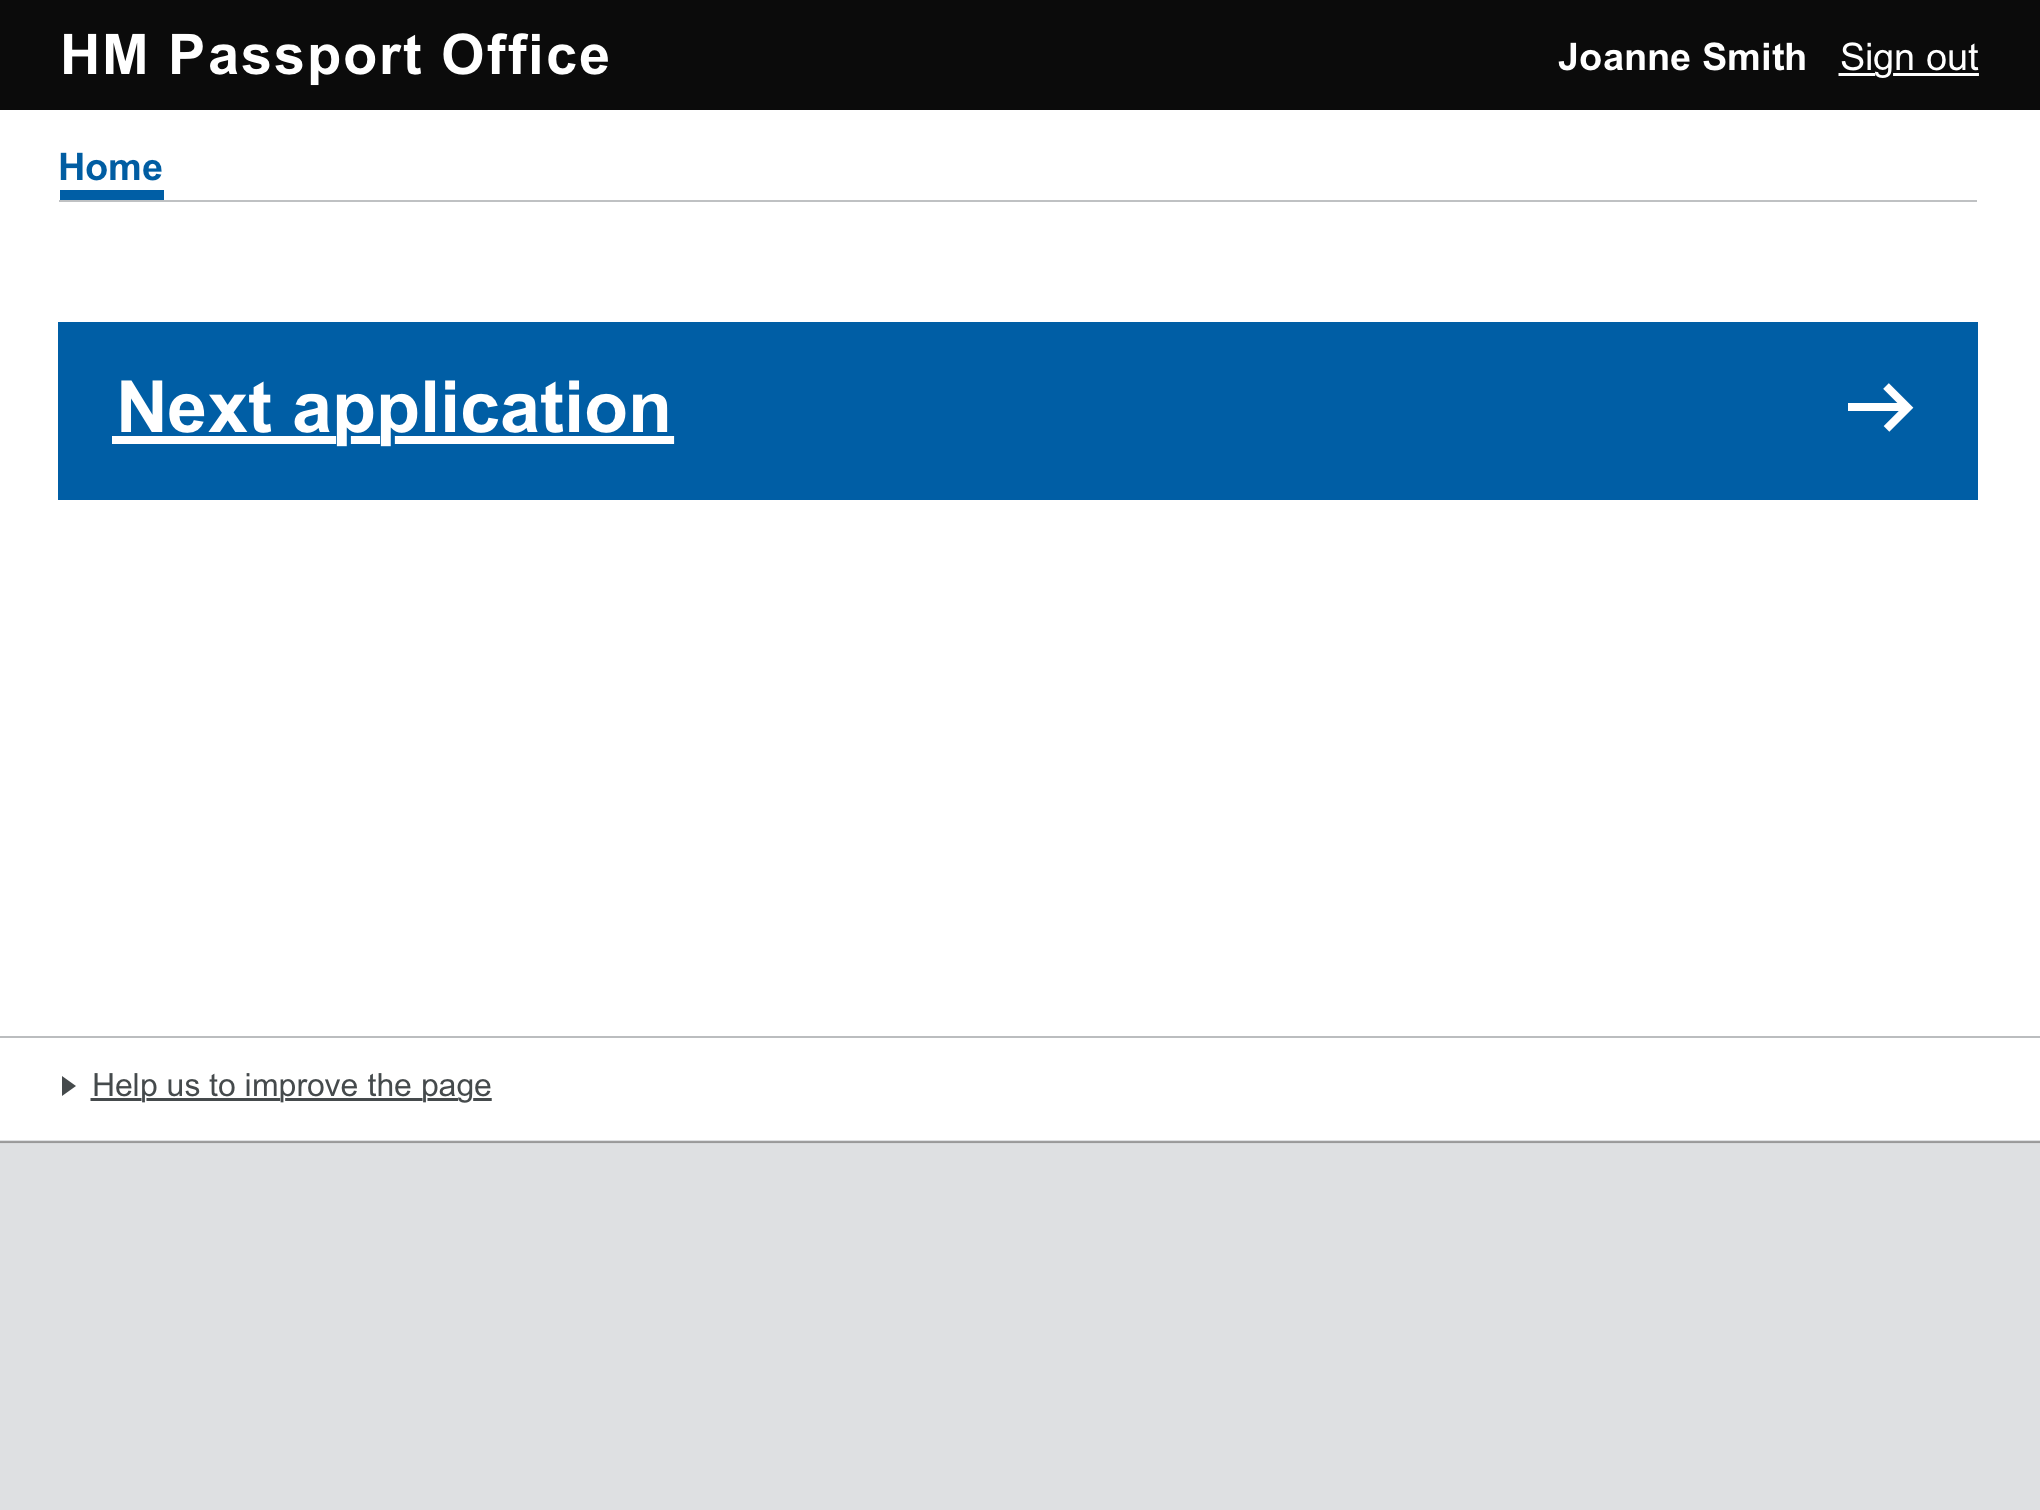 HM Passport Office
Joanne Smith Sign out
Home
Next application
Help us to improve the page